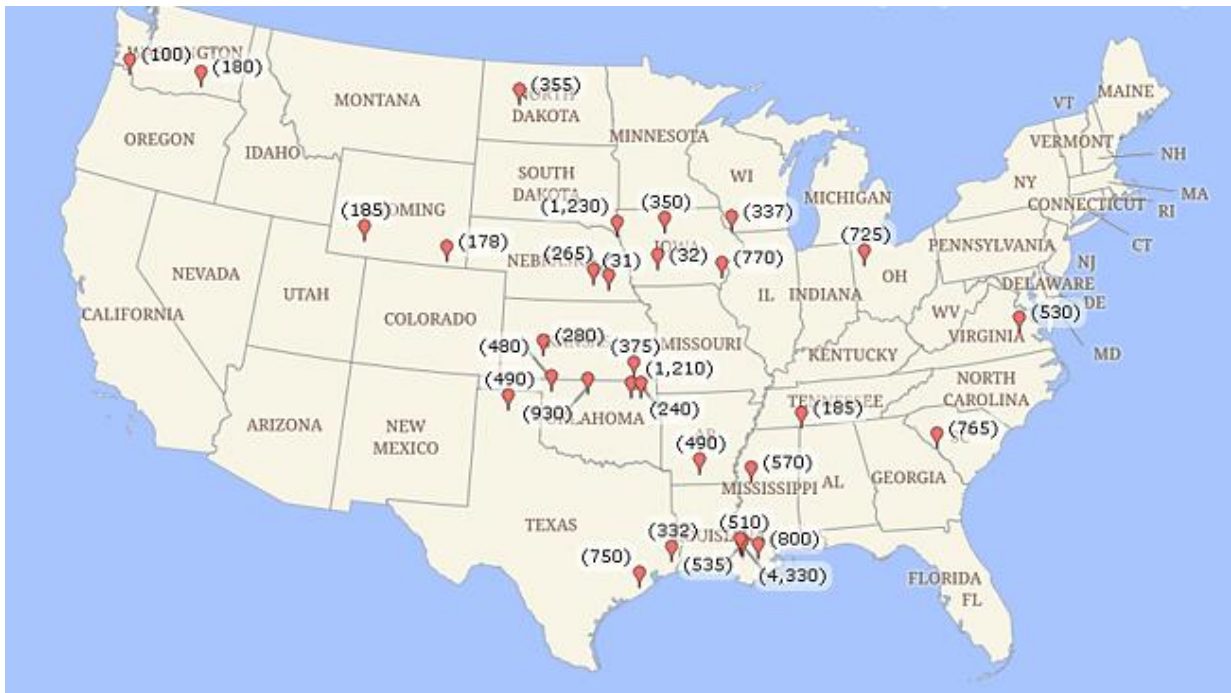 (100)
(180)
(355)
MONTANA
MAINE
VT
OREGON
IDAHO
DAKOTA
MINNESOTA
VERMONT
NH
SOUTH
DAKOTA
WI
MICHIGAN
NY
MA
CONNECTICUT
RI
CT
(185)
(1,230)
(350)
(337)
(725)
PENNSYLVANIA
(178)
(265)
(31)
(32)
(770)
NEVADA
UTAH
COLORADO
CALIFORNIA
IL
INDIANA
OH
NJ
DELAWARE
DE
WV
VIRGINIA
(530)
MD
(280)
(480)
(375)
MISSOURI
KENTUCKY
(490)
(1,210)
(930)
(240)
ARIZONA
NEW
MEXICO
OKLAHOMA
TENNESSEE
(185)
NORTH
CAROLINA
(765)
SC
AR
(490)
(570)
MISSISSIPPI
AL
GEORGIA
TEXAS
(332)
(510)
(800)
(750)
(535)
(4,330)
FLORIDA
FL